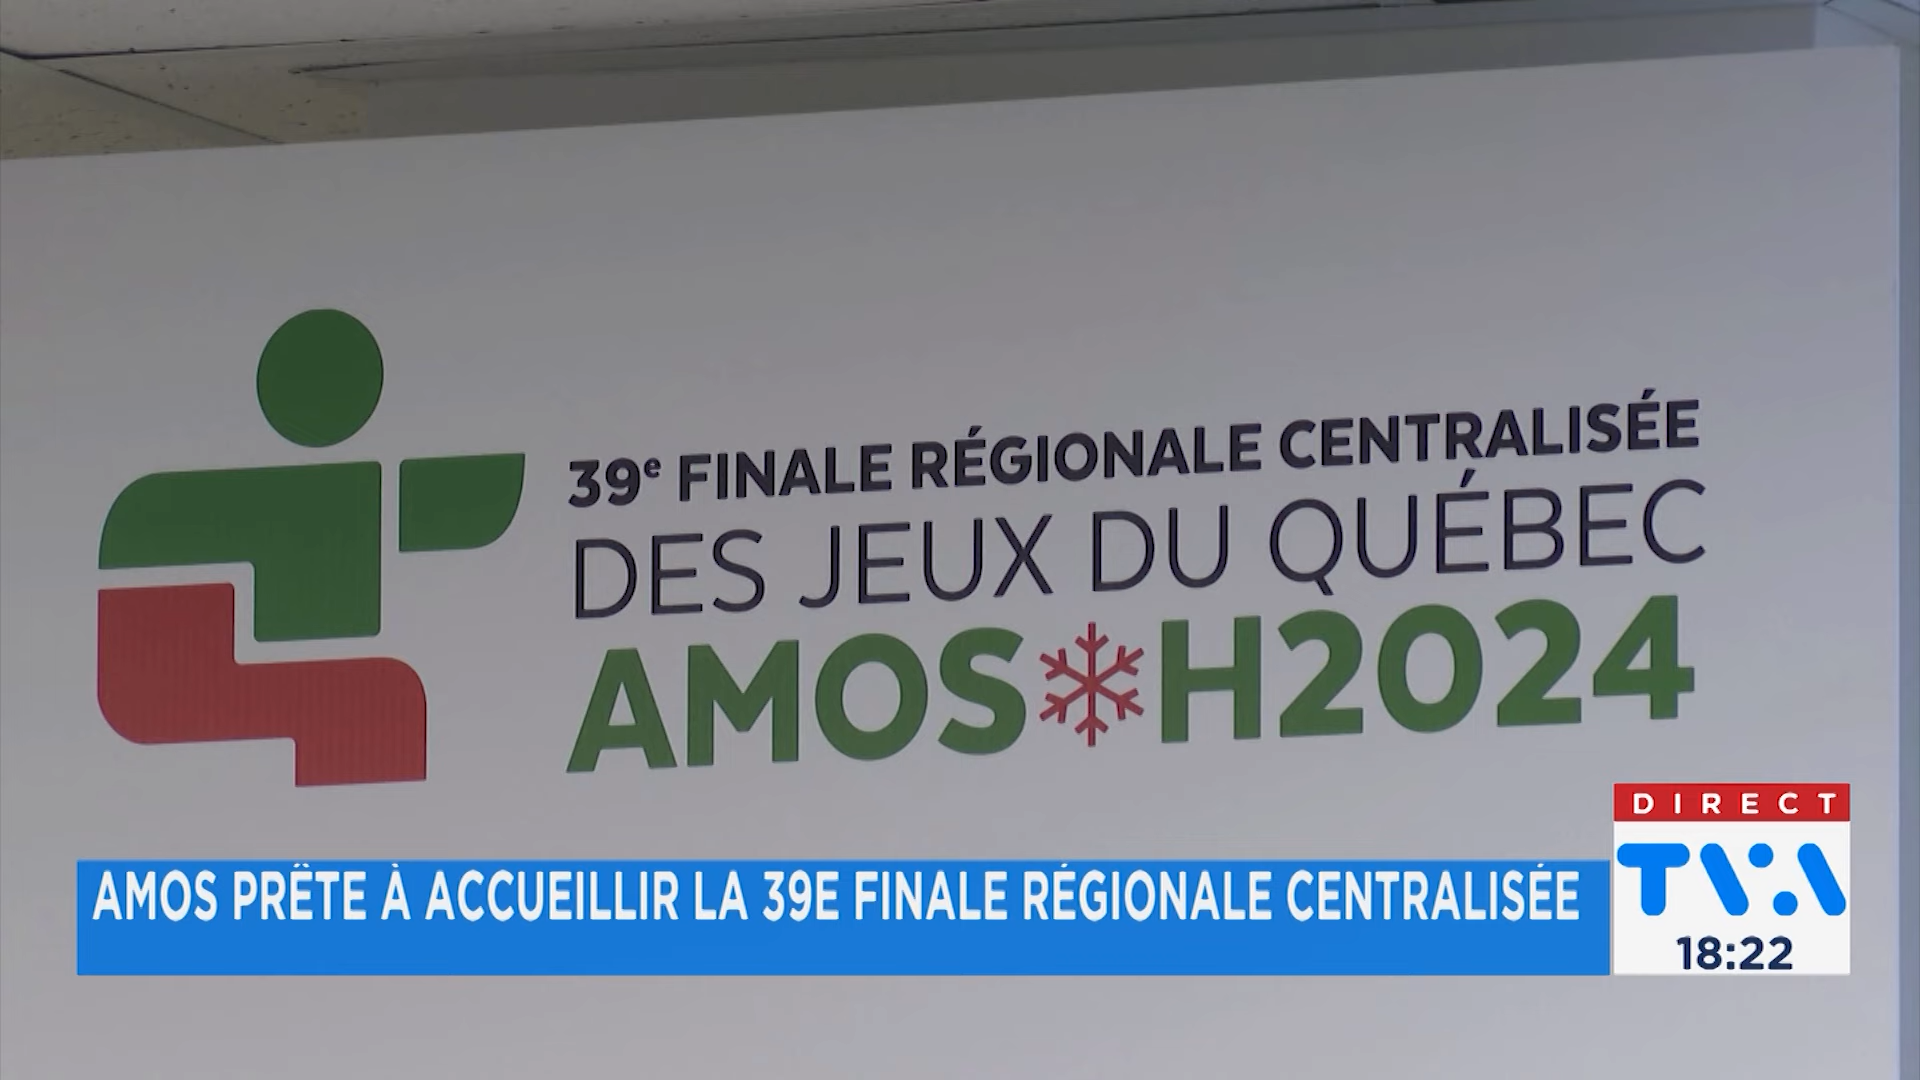 39e FINALE RÉGIONALE CENTRALISÉE
DES JEUX DU QUÉBEC
AMOS H2024
AMOS PRÊTE À ACCUEILLIR LA 39E FINALE RÉGIONALE CENTRALISÉE
DIRECT
TVA
18:22